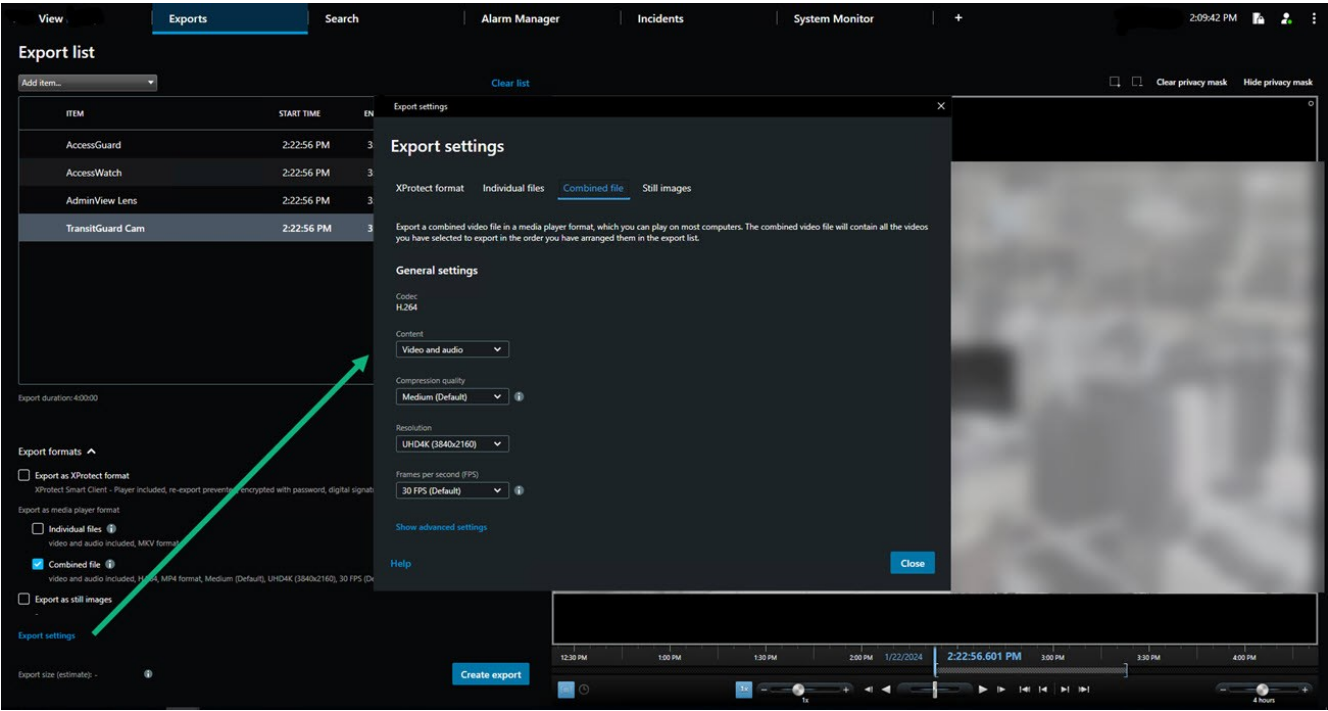 View
Exports
Search
Alarm Manager
Incidents
System Monitor
+
2:09:42 PM
Export list
Add item...
Clear list
Clear privacy mask
Hide privacy mask
ITEM START TIME EN
AccessGuard 2:22:56 PM 3
AccessWatch 2:22:56 PM 3
AdminView Lens 2:22:56 PM 3
TransitGuard Cam 2:22:56 PM 3
Export duration: 4:00:00
Export formats
Export as XProtect format
XProtect Smart Client - Player included, re-export prevented, encrypted with password, digital signat
Export as media player format
Individual files
video and audio included, MKV format
Combined file
video and audio included, H.264, MP4 format, Medium (Default), UHD4K (3840x2160), 30 FPS (De
Export as still images
-
Export settings
Export size (estimate): -
Create export
Export settings
Export settings
XProtect format
Individual files
Combined file
Still images
Export a combined video file in a media player format, which you can play on most computers. The combined video file will contain all the videos
you have selected to export in the order you have arranged them in the export list.
General settings
Codec
H.264
Content
Video and audio
Compression quality
Medium (Default)
Resolution
UHD4K (3840x2160)
Frames per second (FPS)
30 FPS (Default)
Show advanced settings
Help
Close
12:30 PM 1:00 PM 1:30 PM 2:00 PM 1/22/2024 2:22:56.601 PM 3:00 PM 3:30 PM 4:00 PM
1x
- +
1x
- +
4 hours